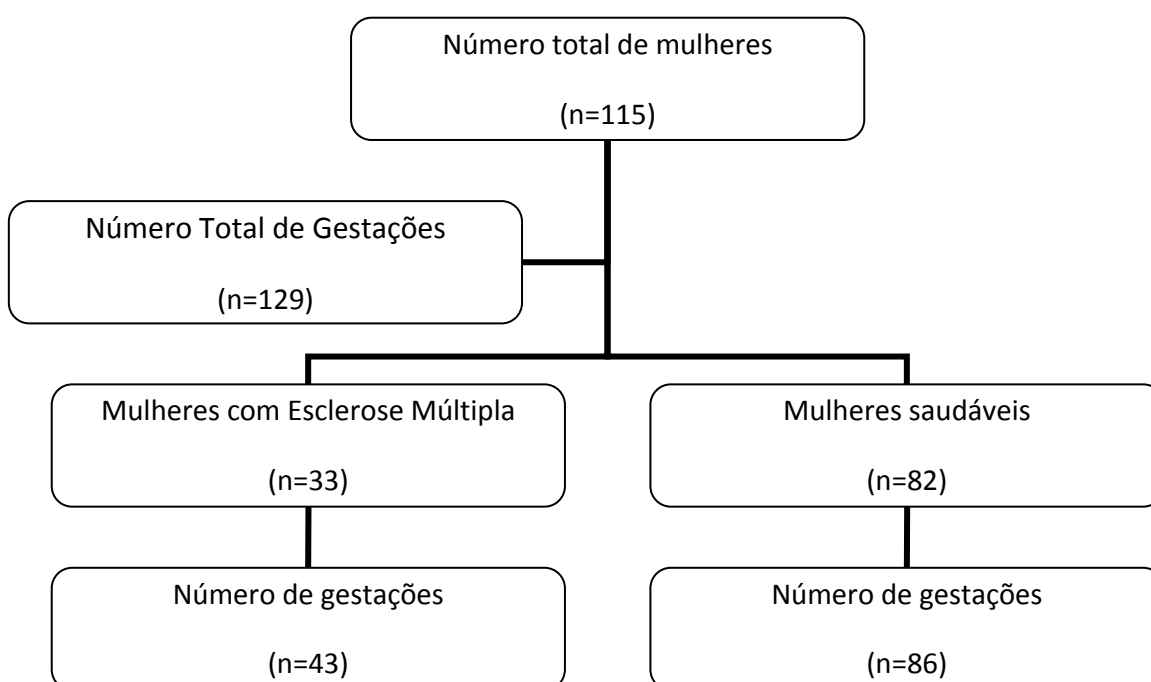 Número total de mulheres
(n=115)
Número Total de Gestações
(n=129)
Mulheres com Esclerose Múltipla
(n=33)
Mulheres saudáveis
(n=82)
Número de gestações
(n=43)
Número de gestações
(n=86)